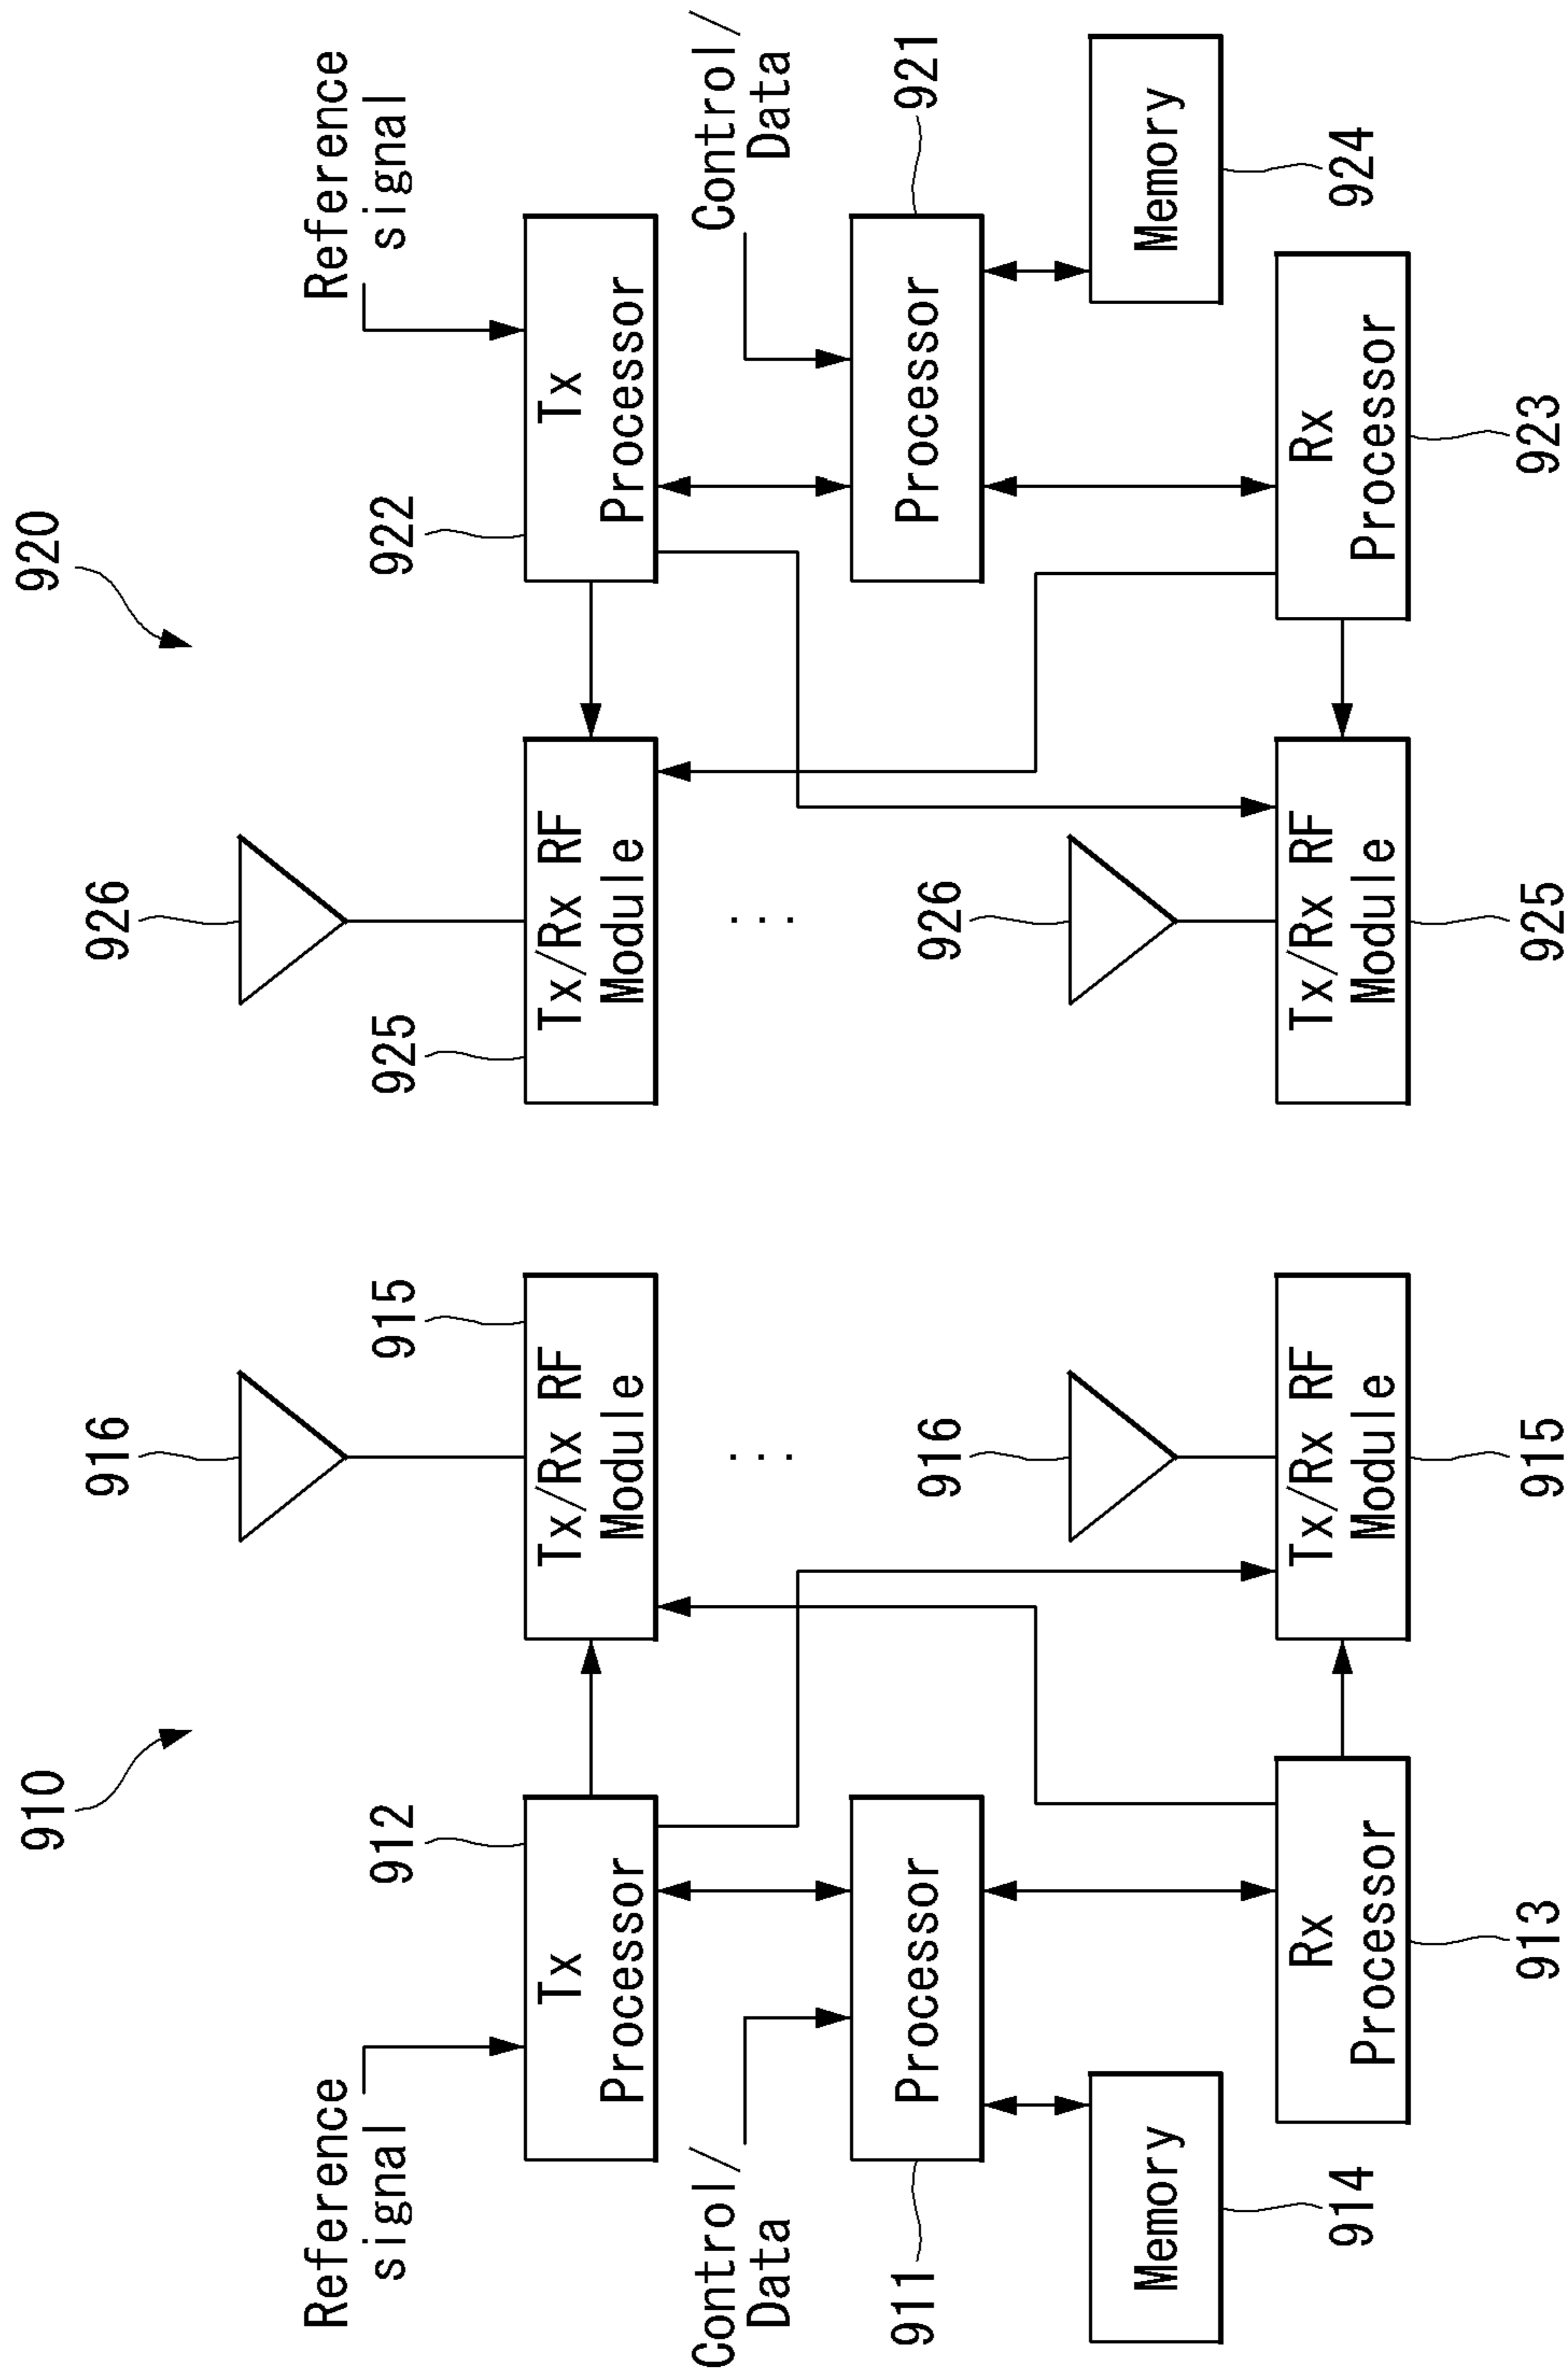 910
920
916
926
Reference
signal
Reference
signal
912
915
925
922
Tx
Processor
Tx/Rx RF
Module
Tx/Rx RF
Module
Tx
Processor
Control/
Data
...
...
Control/
Data
911
Processor
916
926
Processor
921
Memory
Memory
914
924
Rx
Processor
Tx/Rx RF
Module
Tx/Rx RF
Module
Rx
Processor
913
915
925
923